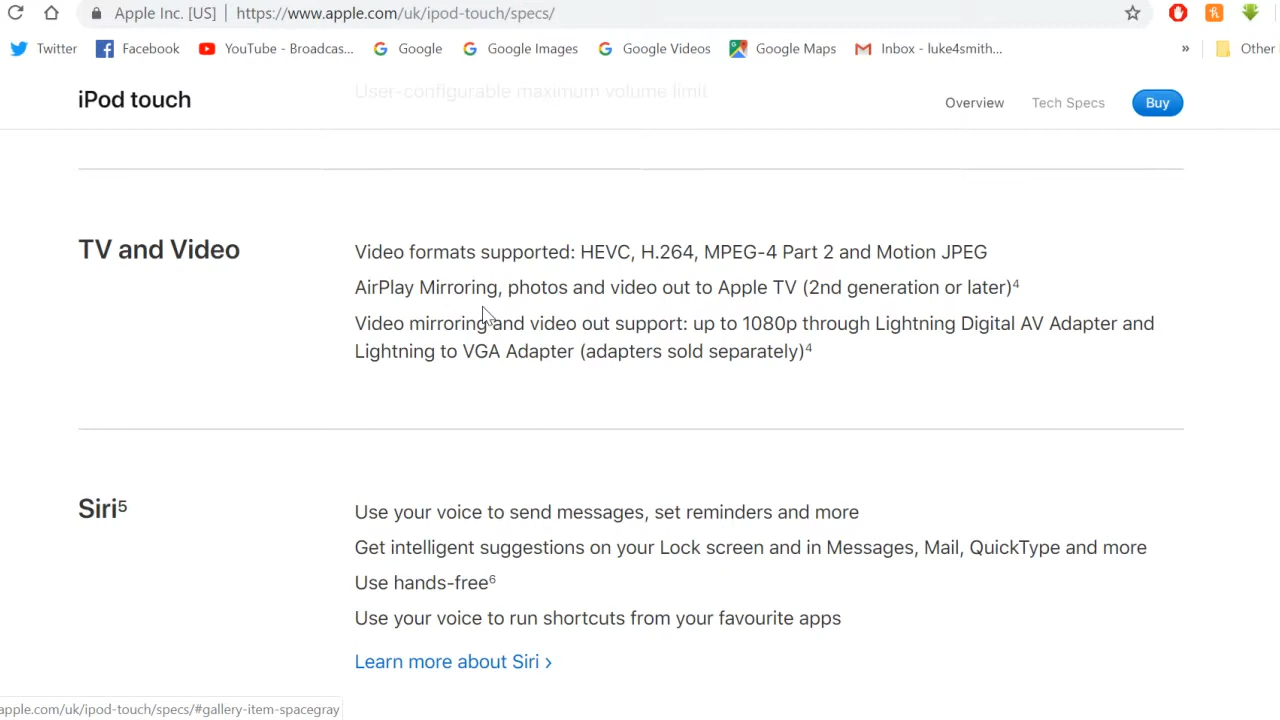 Apple Inc. [US] | https://www.apple.com/uk/ipod-touch/specs/
Twitter Facebook YouTube - Broadcas... Google Google Images Google Videos Google Maps Inbox - luke4smith... » Other
User-configurable maximum volume limit
iPod touch Overview Tech Specs Buy
TV and Video
Video formats supported: HEVC, H.264, MPEG-4 Part 2 and Motion JPEG
AirPlay Mirroring, photos and video out to Apple TV (2nd generation or later)⁴
Video mirroring and video out support: up to 1080p through Lightning Digital AV Adapter and
Lightning to VGA Adapter (adapters sold separately)⁴
Siri⁵
Use your voice to send messages, set reminders and more
Get intelligent suggestions on your Lock screen and in Messages, Mail, QuickType and more
Use hands-free⁶
Use your voice to run shortcuts from your favourite apps
Learn more about Siri ›
apple.com/uk/ipod-touch/specs/#gallery-item-spacegray